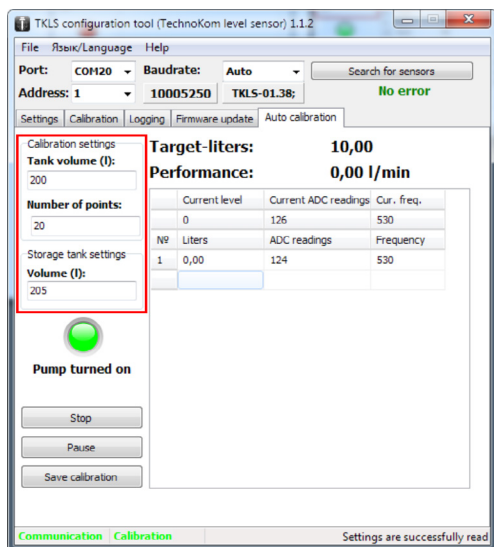 TKLS configuration tool (TechnoKom level sensor) 1.1.2
File Язык/Language Help
Port: COM20 Baudrate: Auto Search for sensors
Address: 1 10005250 TKLS-01.38; No error
Settings Calibration Logging Firmware update Auto calibration
Calibration settings
Tank volume (l):
200
Number of points:
20
Storage tank settings
Volume (l):
205
Pump turned on
Stop
Pause
Save calibration
Target-liters: 10,00
Performance: 0,00 l/min
Current level Current ADC readings Cur. freq.
0 126 530
Nº Liters ADC readings Frequency
1 0,00 124 530
Communication Calibration Settings are successfully read